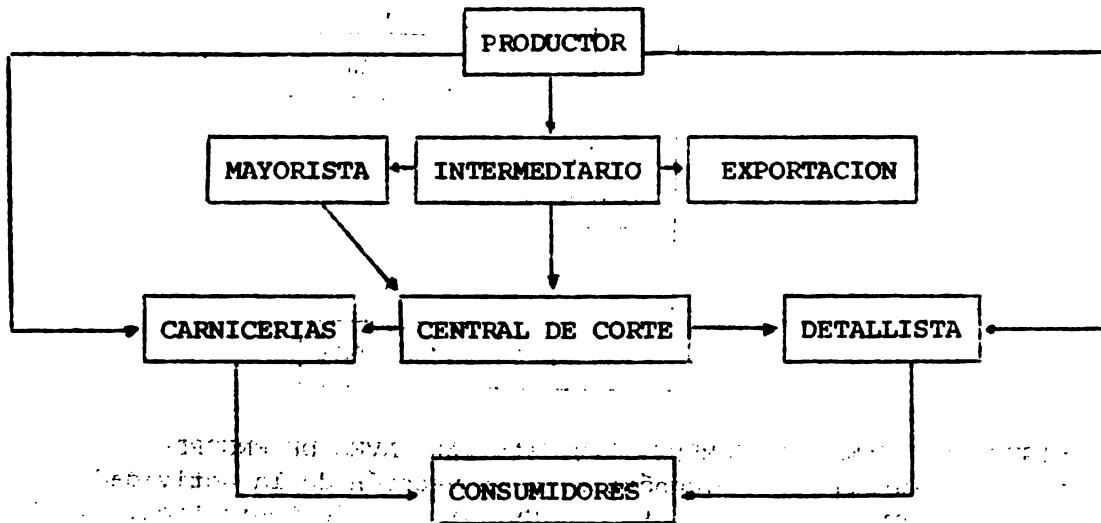 PRODUCTOR
MAYORISTA INTERMEDIARIO EXPORTACION
CARNICERIAS CENTRAL DE CORTE DETALLISTA
CONSUMIDORES